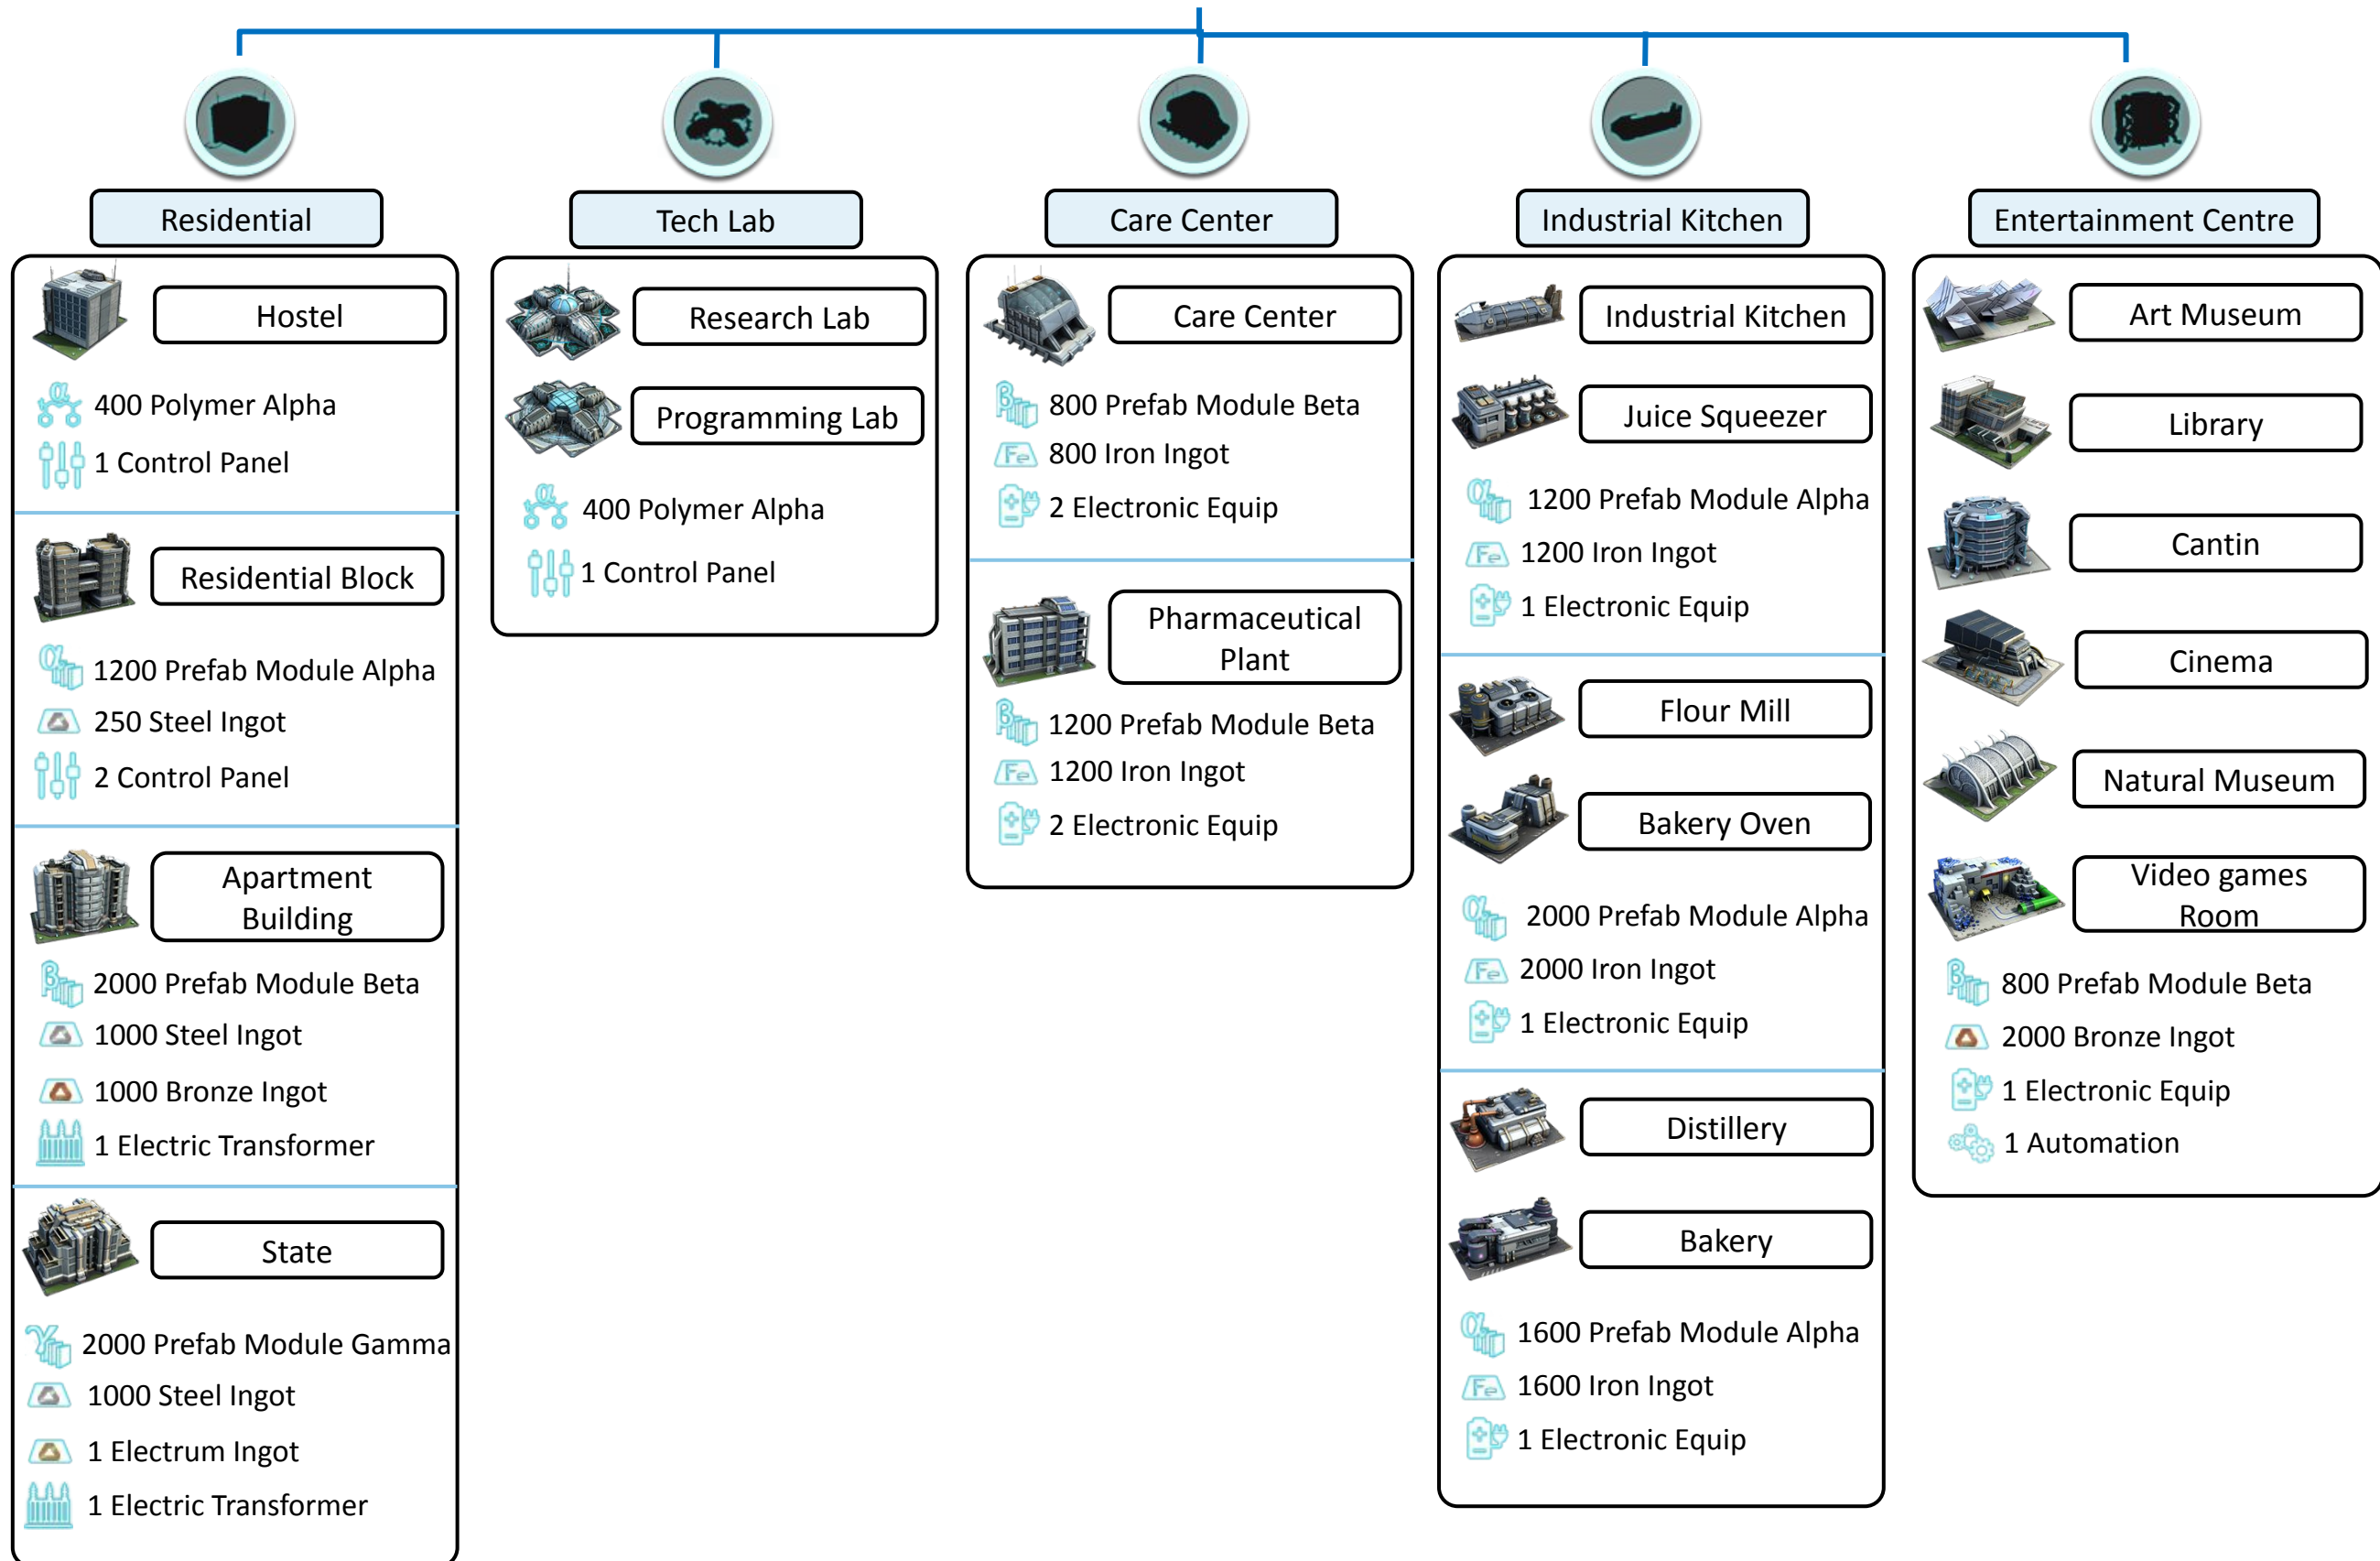 Residential
Hostel
400 Polymer Alpha
1 Control Panel
Residential Block
1200 Prefab Module Alpha
250 Steel Ingot
2 Control Panel
Apartment
Building
2000 Prefab Module Beta
1000 Steel Ingot
1000 Bronze Ingot
1 Electric Transformer
State
2000 Prefab Module Gamma
1000 Steel Ingot
1 Electrum Ingot
1 Electric Transformer
Tech Lab
Research Lab
Programming Lab
400 Polymer Alpha
1 Control Panel
Care Center
Care Center
800 Prefab Module Beta
Fe 800 Iron Ingot
2 Electronic Equip
Pharmaceutical
Plant
1200 Prefab Module Beta
Fe 1200 Iron Ingot
2 Electronic Equip
Industrial Kitchen
Industrial Kitchen
Juice Squeezer
1200 Prefab Module Alpha
Fe 1200 Iron Ingot
1 Electronic Equip
Flour Mill
Bakery Oven
2000 Prefab Module Alpha
Fe 2000 Iron Ingot
1 Electronic Equip
Distillery
Bakery
1600 Prefab Module Alpha
Fe 1600 Iron Ingot
1 Electronic Equip
Entertainment Centre
Art Museum
Library
Cantin
Cinema
Natural Museum
Video games
Room
800 Prefab Module Beta
2000 Bronze Ingot
1 Electronic Equip
1 Automation